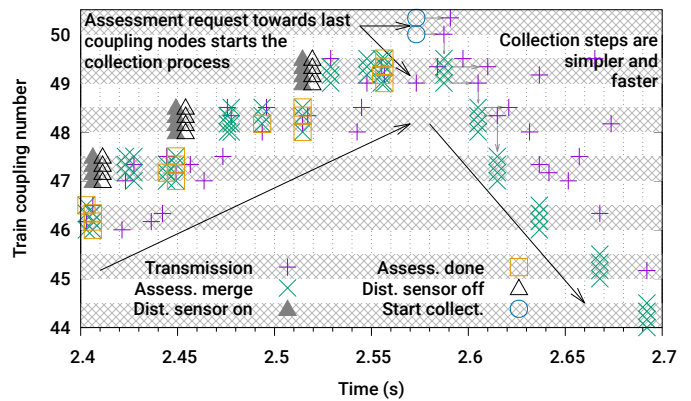 Assessment request towards last
coupling nodes starts the
collection process
Collection steps are
simpler and
faster
Train coupling number
50
49
48
47
46
45
44
Transmission
Assess. merge
Dist. sensor on
Assess. done
Dist. sensor off
Start collect.
2.4
2.45
2.5
2.55
2.6
2.65
2.7
Time (s)